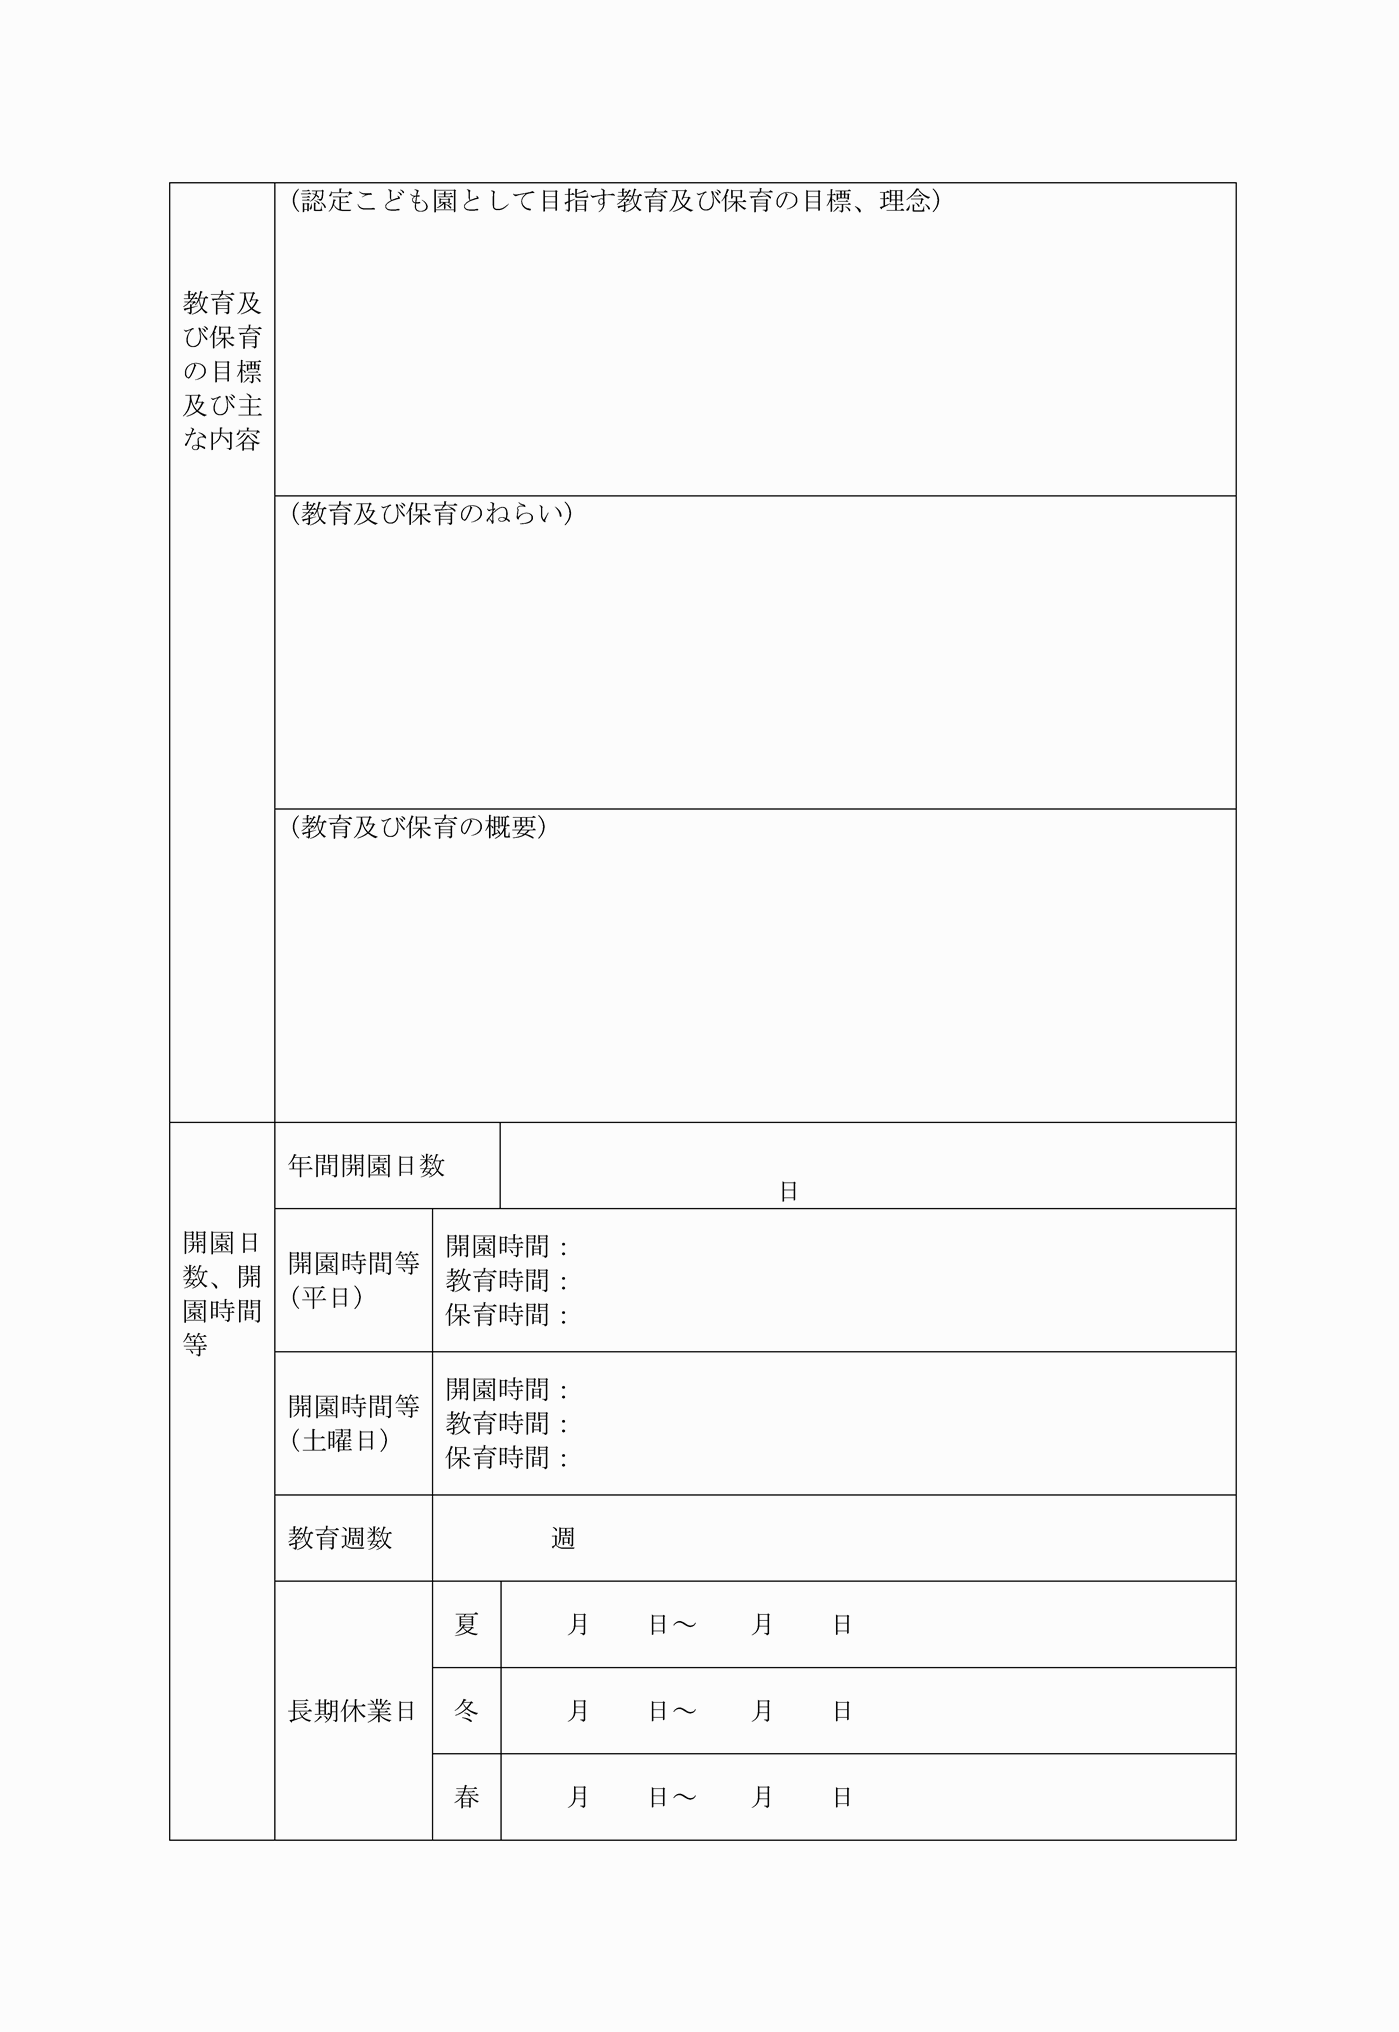 教育及
び保育
の目標
及び主
な内容
（認定こども園として目指す教育及び保育の目標、理念）
（教育及び保育のねらい）
（教育及び保育の概要）
開園日
数、開
園時間
等
年間開園日数
日
開園時間等
（平日）
開園時間：
教育時間：
保育時間：
開園時間等
（土曜日）
開園時間：
教育時間：
保育時間：
教育週数
週
長期休業日
夏
月　　日～　　月　　日
冬
月　　日～　　月　　日
春
月　　日～　　月　　日